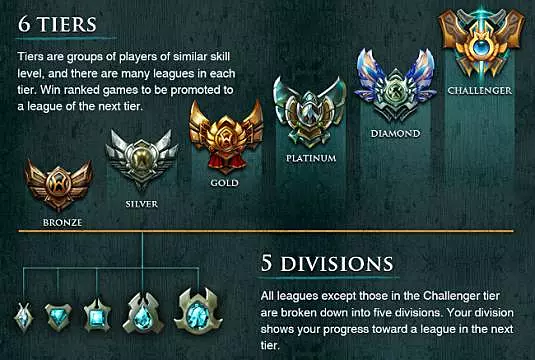 6 TIERS
Tiers are groups of players of similar skill
level, and there are many leagues in each
tier. Win ranked games to be promoted to
a league of the next tier.
CHALLENGER
DIAMOND
PLATINUM
GOLD
SILVER
BRONZE
5 DIVISIONS
All leagues except those in the Challenger tier
are broken down into five divisions. Your division
shows your progress toward a league in the next
tier.